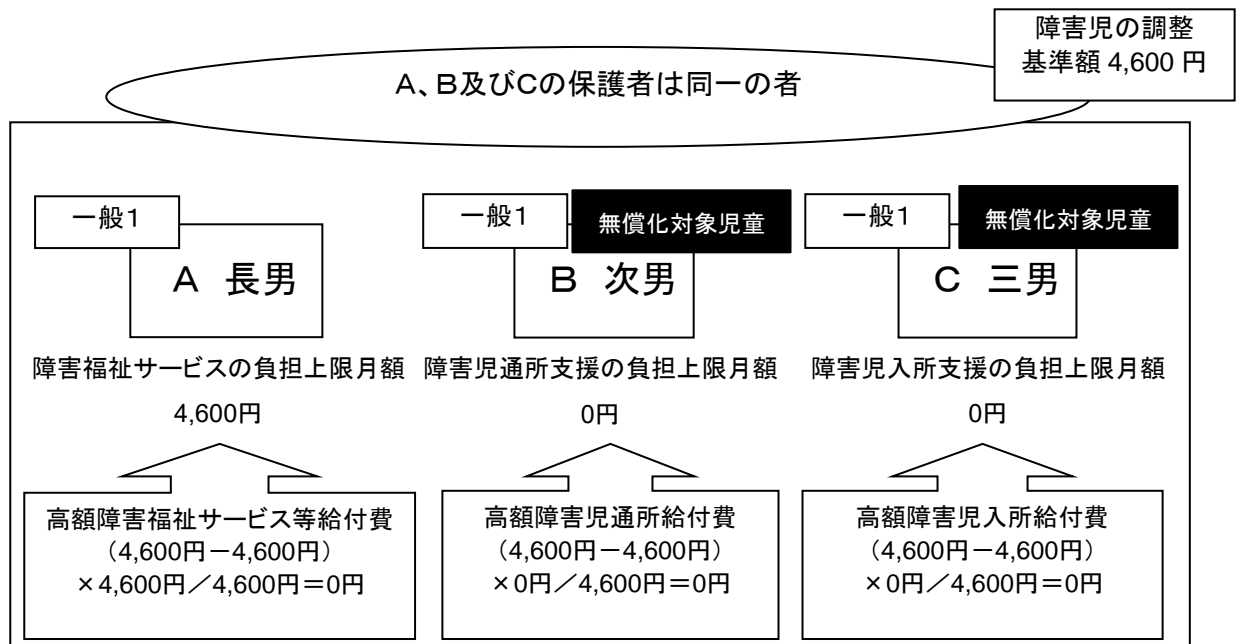 障害児の調整
基準額 4,600 円
A、B及びCの保護者は同一の者
一般1
A 長男
障害福祉サービスの負担上限月額
4,600円
高額障害福祉サービス等給付費
(4,600円-4,600円)
×4,600円/4,600円=0円
一般1
無償化対象児童
B 次男
障害児通所支援の負担上限月額
0円
高額障害児通所給付費
(4,600円-4,600円)
×0円/4,600円=0円
一般1
無償化対象児童
C 三男
障害児入所支援の負担上限月額
0円
高額障害児入所給付費
(4,600円-4,600円)
×0円/4,600円=0円